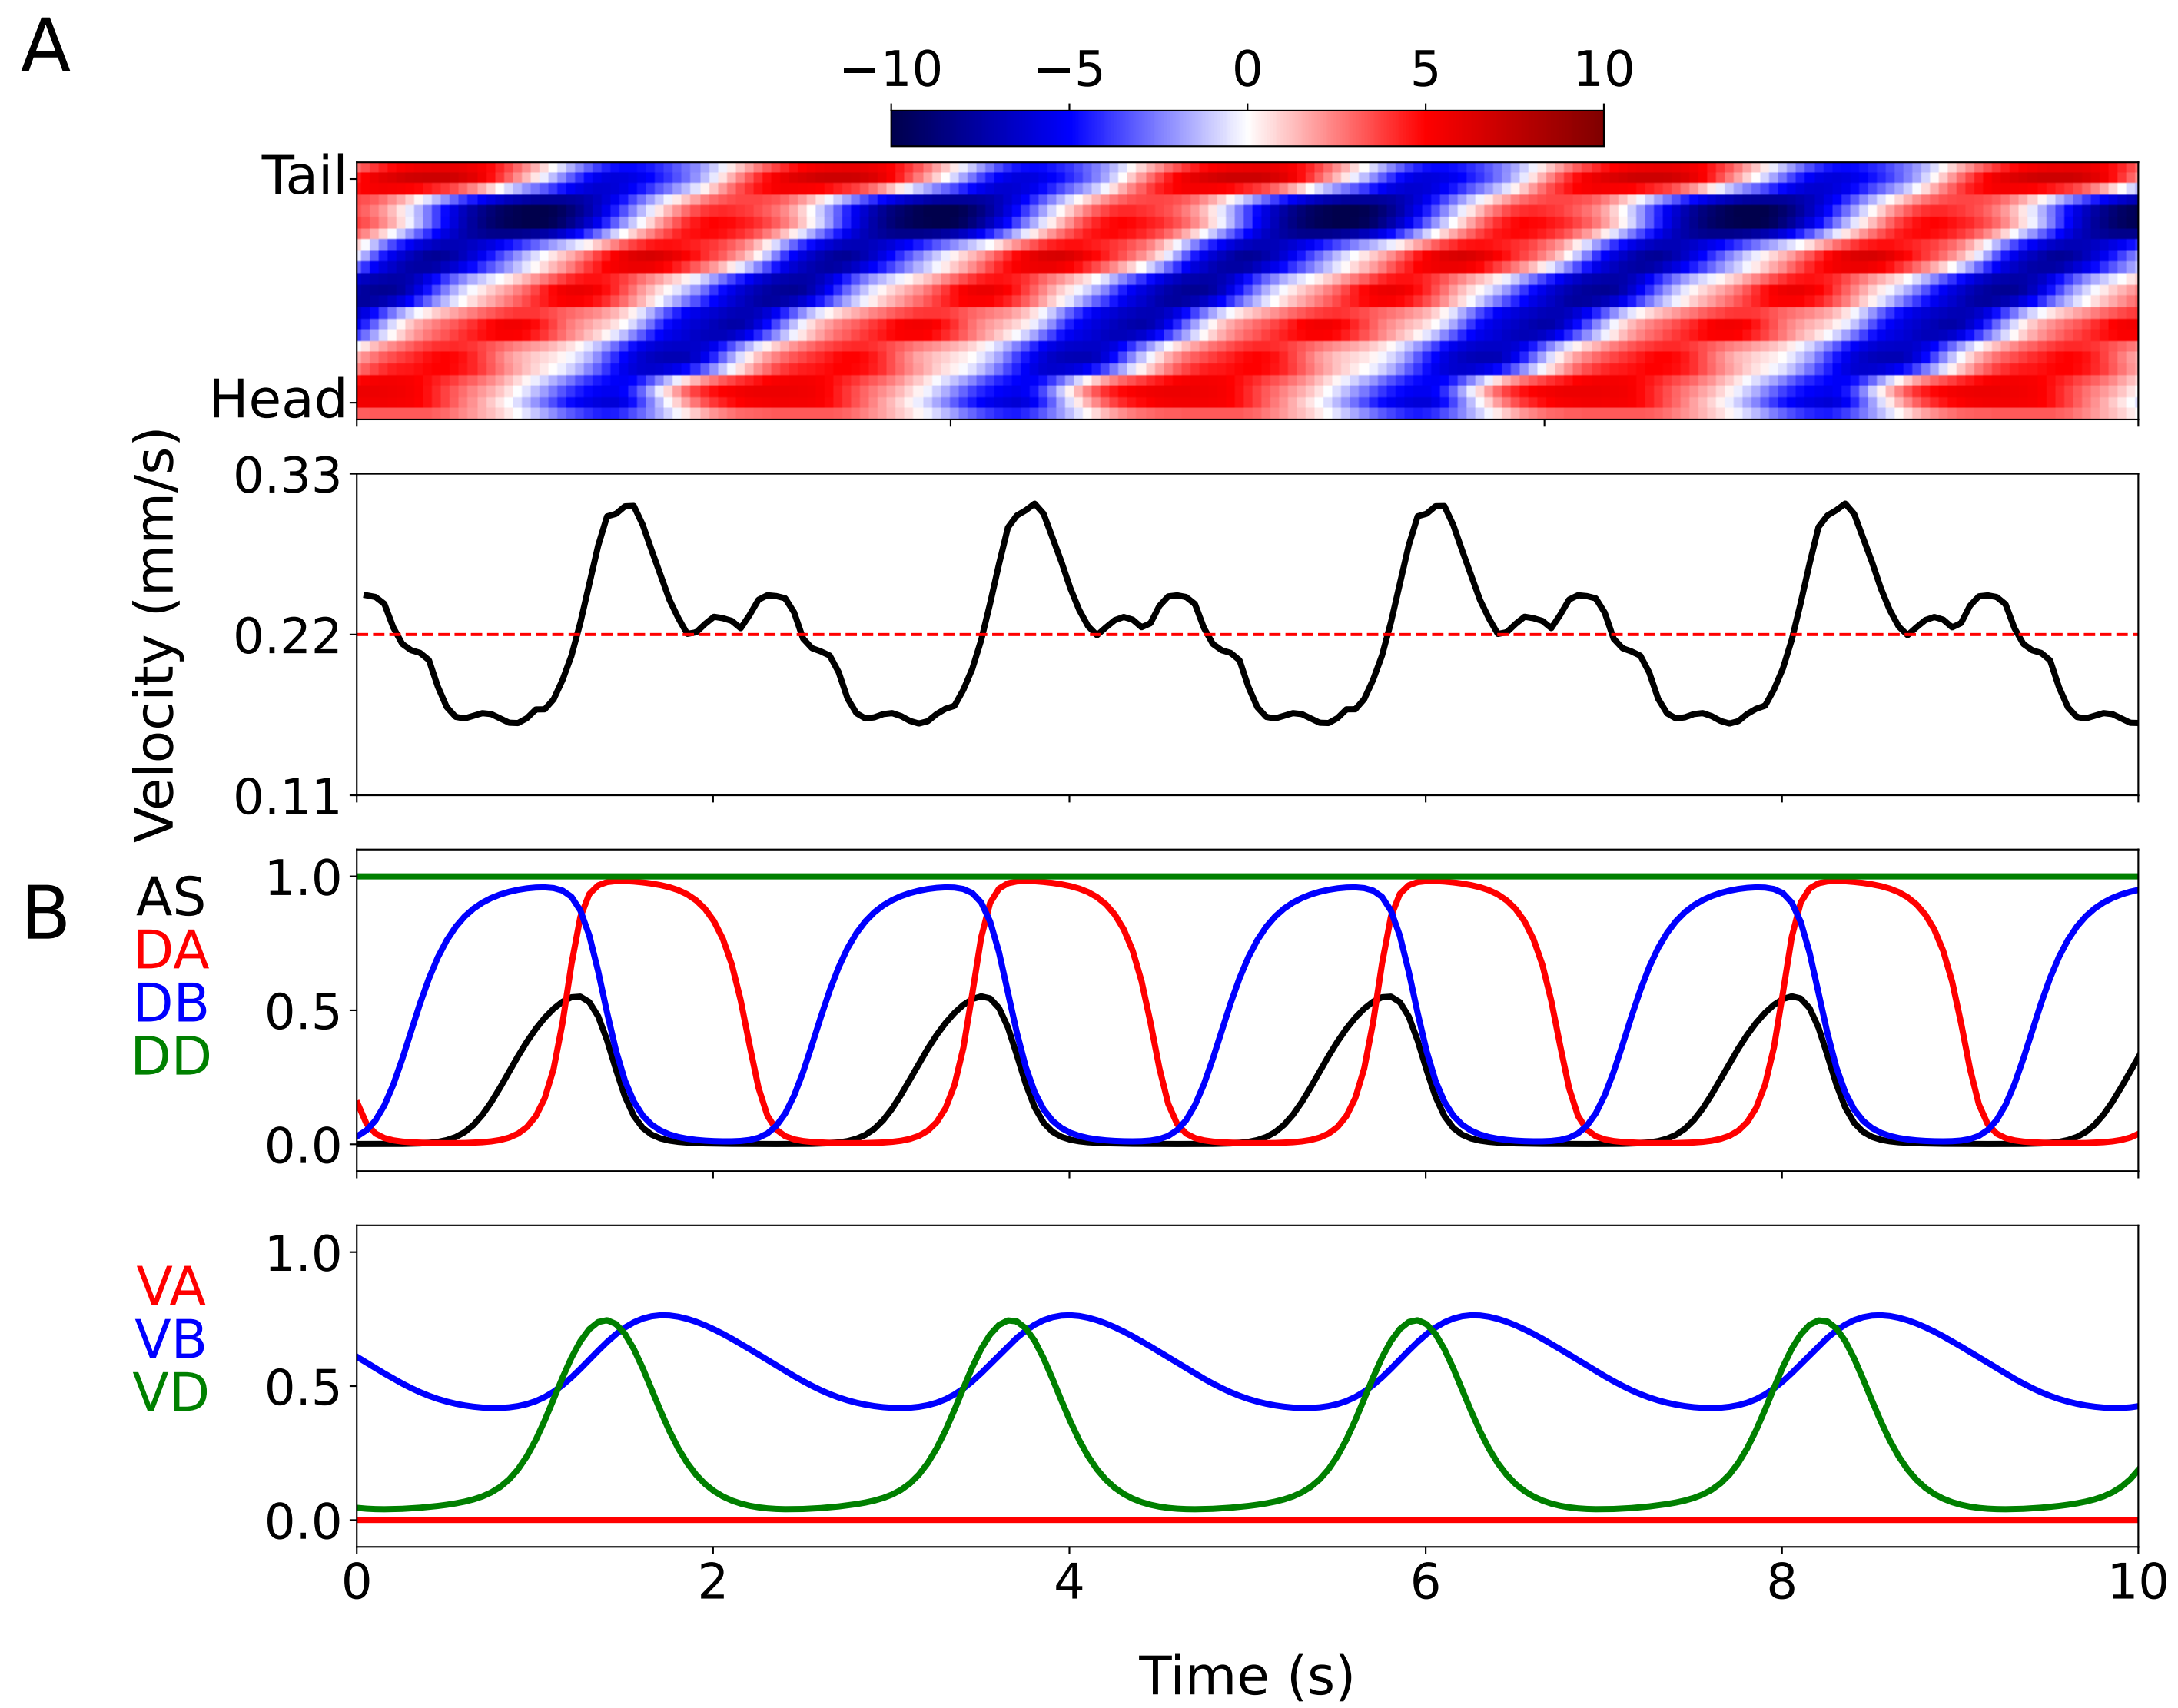 A
−10 −5 0 5 10
Tail
Head
Velocity (mm/s)
0.33
0.22
0.11
B
AS
DA
DB
DD
1.0
0.5
0.0
VA
VB
VD
1.0
0.5
0.0
0 2 4 6 8 10
Time (s)